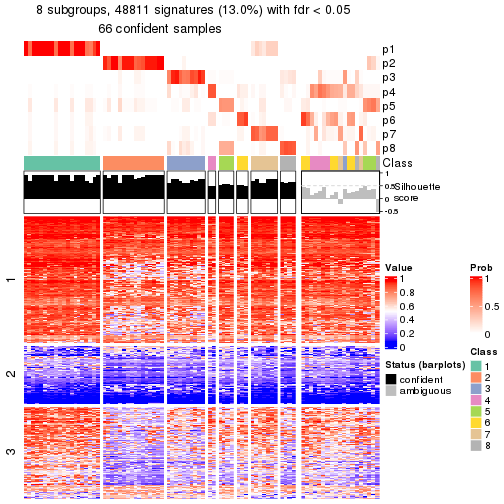 8 subgroups, 48811 signatures (13.0%) with fdr < 0.05
66 confident samples
p1
p2
p3
p4
p5
p6
p7
p8
Class
1
0.5
0
-0.5
Silhouette
score
1
2
3
Value
1
0.8
0.6
0.4
0.2
0
Status (barplots)
confident
ambiguous
Prob
1
0.5
0
Class
1
2
3
4
5
6
7
8